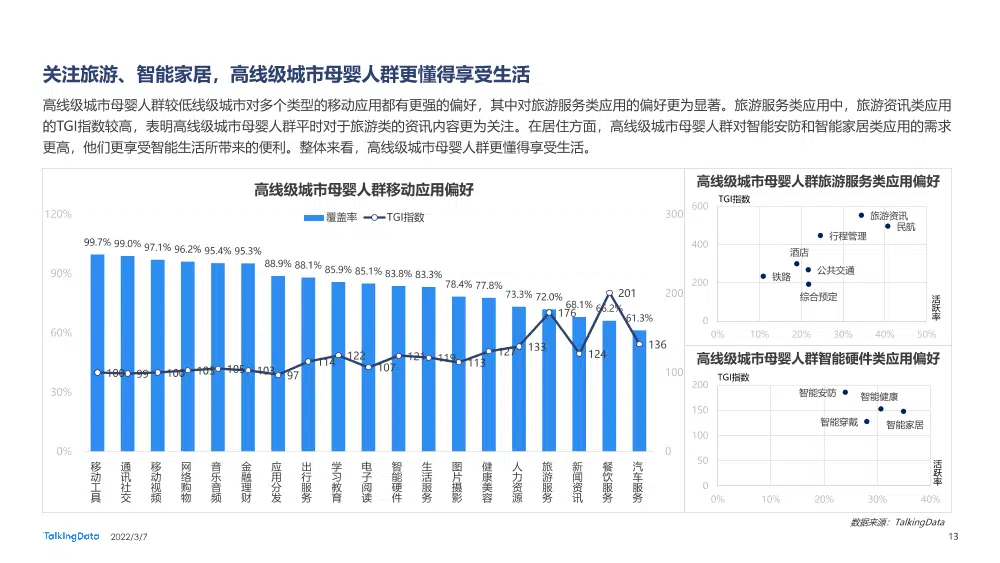 关注旅游、智能家居，高线级城市母婴人群更懂得享受生活
高线级城市母婴人群较低线级城市对多个类型的移动应用都有更强的偏好，其中对旅游服务类应用的偏好更为显著。旅游服务类应用中，旅游资讯类应用
的TGI指数较高，表明高线级城市母婴人群平时对于旅游类的资讯内容更为关注。在居住方面，高线级城市母婴人群对智能安防和智能家居类应用的需求
更高，他们更享受智能生活所带来的便利。整体来看，高线级城市母婴人群更懂得享受生活。
高线级城市母婴人群移动应用偏好
覆盖率 TGI指数
120% 90% 60% 30% 0%
300 200 100 0
99.7% 99.0% 97.1% 96.2% 95.4% 95.3% 88.9% 88.1% 85.9% 85.1% 83.8% 83.3% 78.4% 77.8% 73.3% 72.0% 68.1% 66.2% 61.3%
100 99 100 103 105 103 97 114 122 107 121 119 113 127 133 176 124 201 136
移动工具
通讯社交
移动视频
网络购物
音乐音频
金融理财
应用分发
出行服务
学习教育
电子阅读
智能硬件
生活服务
图片摄影
健康美容
人力资源
旅游服务
新闻资讯
餐饮服务
汽车服务
高线级城市母婴人群旅游服务类应用偏好
TGI指数
600 400 200 0
旅游资讯
民航
行程管理
酒店
公共交通
铁路
综合预定
活跃率
0% 10% 20% 30% 40% 50%
高线级城市母婴人群智能硬件类应用偏好
TGI指数
200 150 100 50 0
智能安防
智能健康
智能穿戴
智能家居
活跃率
0% 10% 20% 30% 40%
数据来源：TalkingData
TalkingData 2022/3/7
13